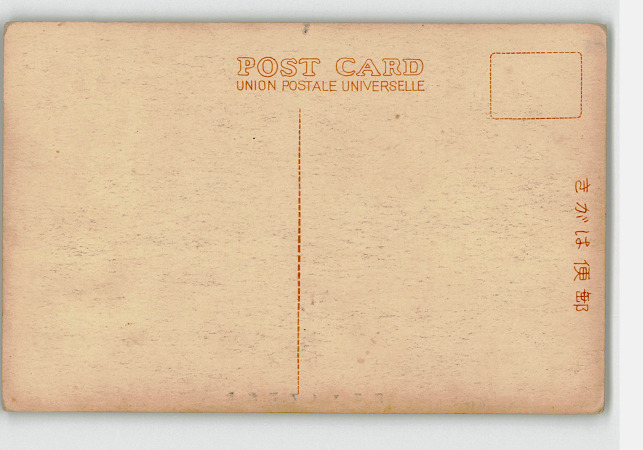 POST CARD
UNION POSTALE UNIVERSELLE
郵便はがき